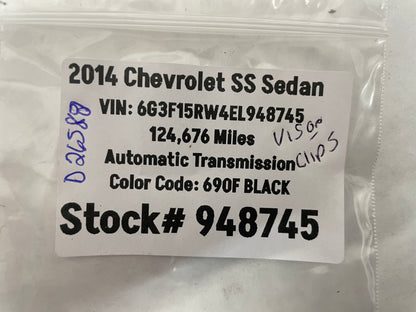 2014 Chevrolet SS Sedan
VIN: 6G3F15RW4EL948745
124,676 Miles
Automatic Transmission
Color Code: 690F BLACK
Stock# 948745
D26588
Visor
Clips